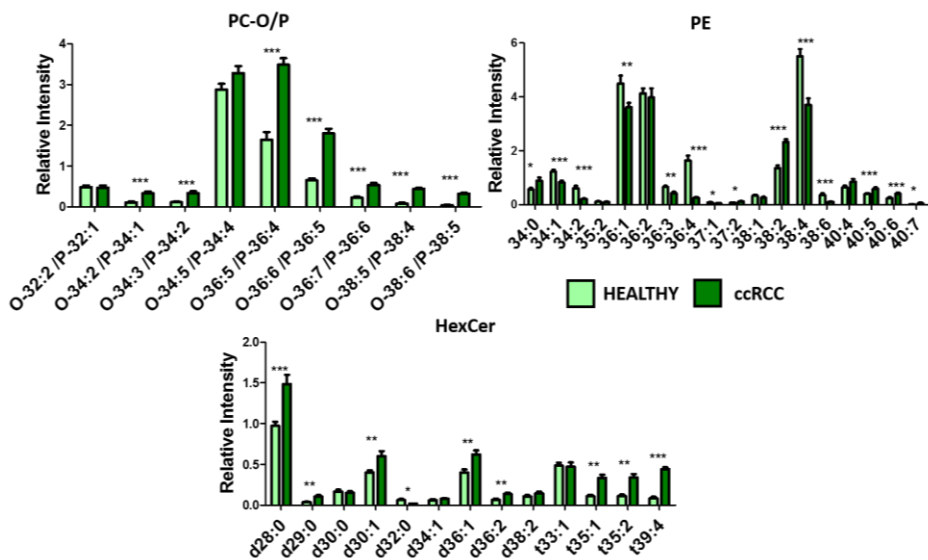 PC-O/P
Relative Intensity
4
3
2
1
0
***
***
***
***
***
***
***
O-32:2 /P-32:1
O-34:2 /P-34:1
O-34:3 /P-34:2
O-34:5 /P-34:4
O-36:5 /P-36:4
O-36:6 /P-36:5
O-36:7 /P-36:6
O-38:5 /P-38:4
O-38:6 /P-38:5
PE
Relative Intensity
6
4
2
0
*
***
***
**
**
***
*
*
***
***
***
***
***
*
34:0
34:1
34:2
35:2
36:1
36:2
36:3
36:4
37:1
37:2
38:1
38:2
38:4
38:6
40:4
40:5
40:6
40:7
HEALTHY
ccRCC
HexCer
Relative Intensity
2.0
1.5
1.0
0.5
0.0
***
**
**
*
**
**
**
**
***
d28:0
d29:0
d30:0
d30:1
d32:0
d34:1
d36:1
d36:2
d38:2
t33:1
t35:1
t35:2
t39:4